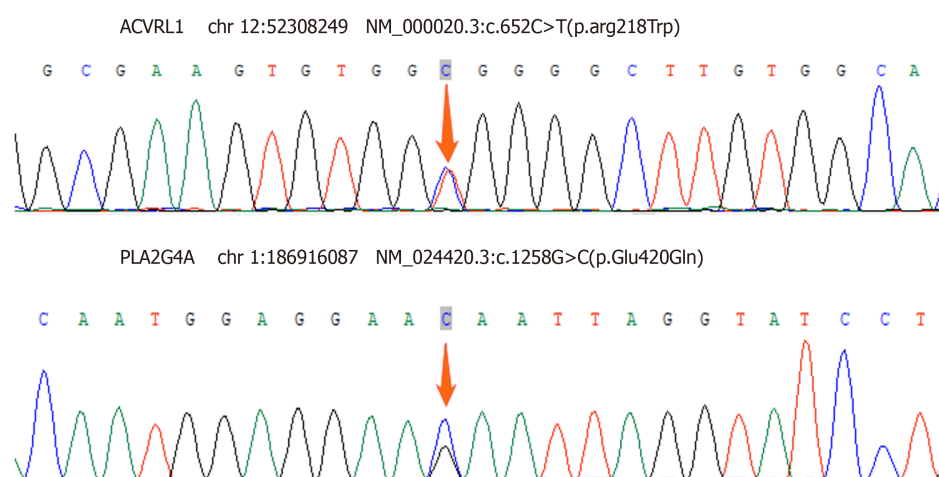 ACVRL1 chr 12:52308249 NM_000020.3:c.652C>T(p.arg218Trp)
G C G A A G T G T G G C G G G G C T T G T G G C A
PLA2G4A chr 1:186916087 NM_024420.3:c.1258G>C(p.Glu420Gln)
C A A T G G A G G A A C A A T T A G G T A T C C T